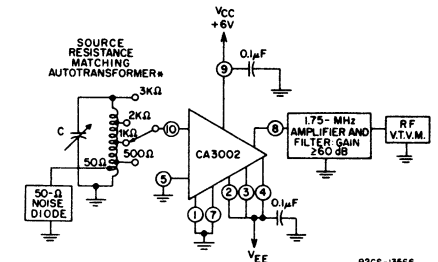 VCC
+6V
SOURCE
RESISTANCE
MATCHING
AUTOTRANSFORMER*
0.1µF
9
3KΩ
2KΩ
1KΩ
500Ω
50Ω
C
10
CA3002
8
1.75-MHz
AMPLIFIER AND
FILTER: GAIN
≥60 dB
RF
V.T.V.M.
5
50-Ω
NOISE
DIODE
1
7
2
3
4
0.1µF
VEE
92CS-13566